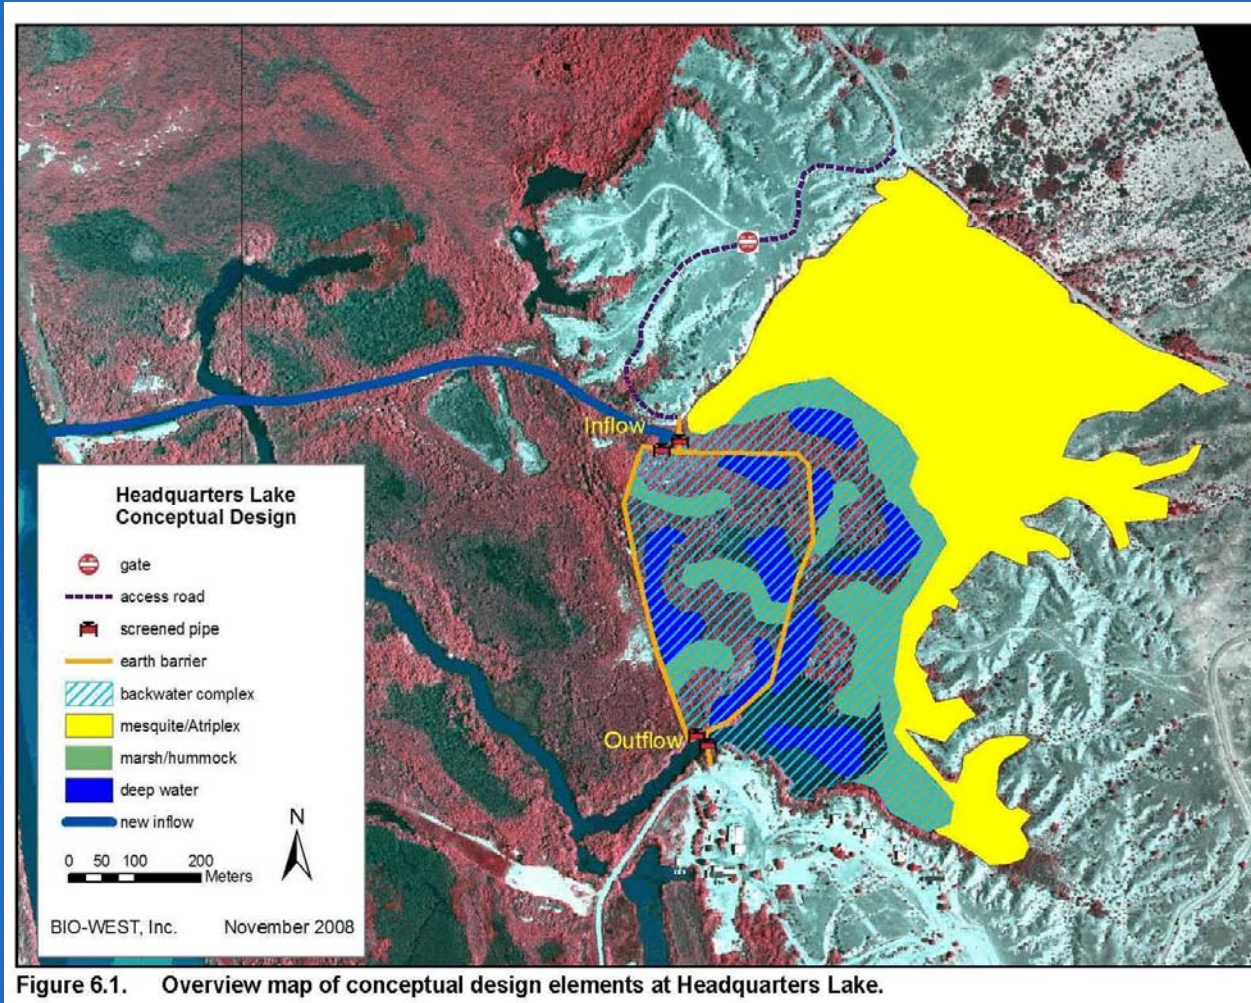 Inflow
Outflow
Headquarters Lake
Conceptual Design
gate
access road
screened pipe
earth barrier
backwater complex
mesquite/Atriplex
marsh/hummock
deep water
new inflow
N
0 50 100 200
Meters
BIO-WEST, Inc. November 2008
Figure 6.1. Overview map of conceptual design elements at Headquarters Lake.